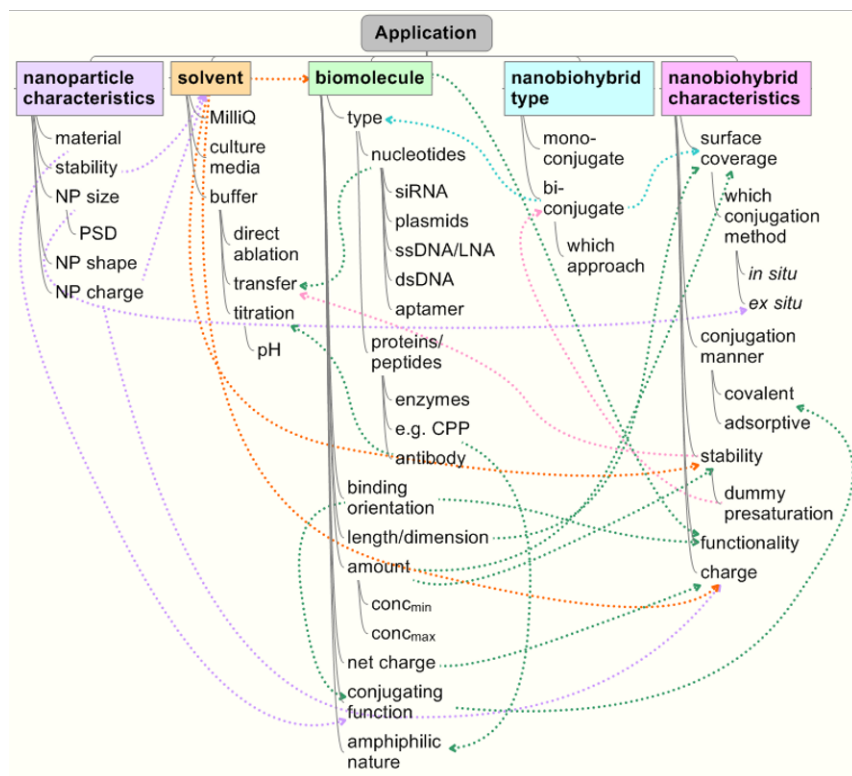 Application
nanoparticle
characteristics
material
stability
NP size
PSD
NP shape
NP charge
solvent
MilliQ
culture
media
buffer
direct
ablation
transfer
titration
pH
biomolecule
type
nucleotides
siRNA
plasmids
ssDNA/LNA
dsDNA
aptamer
proteins/
peptides
enzymes
e.g. CPP
antibody
binding
orientation
length/dimension
amount
concmin
concmax
net charge
conjugating
function
amphiphilic
nature
nanobiohybrid
type
mono-
conjugate
bi-
conjugate
which
approach
nanobiohybrid
characteristics
surface
coverage
which
conjugation
method
in situ
ex situ
conjugation
manner
covalent
adsorptive
stability
dummy
presaturation
functionality
charge